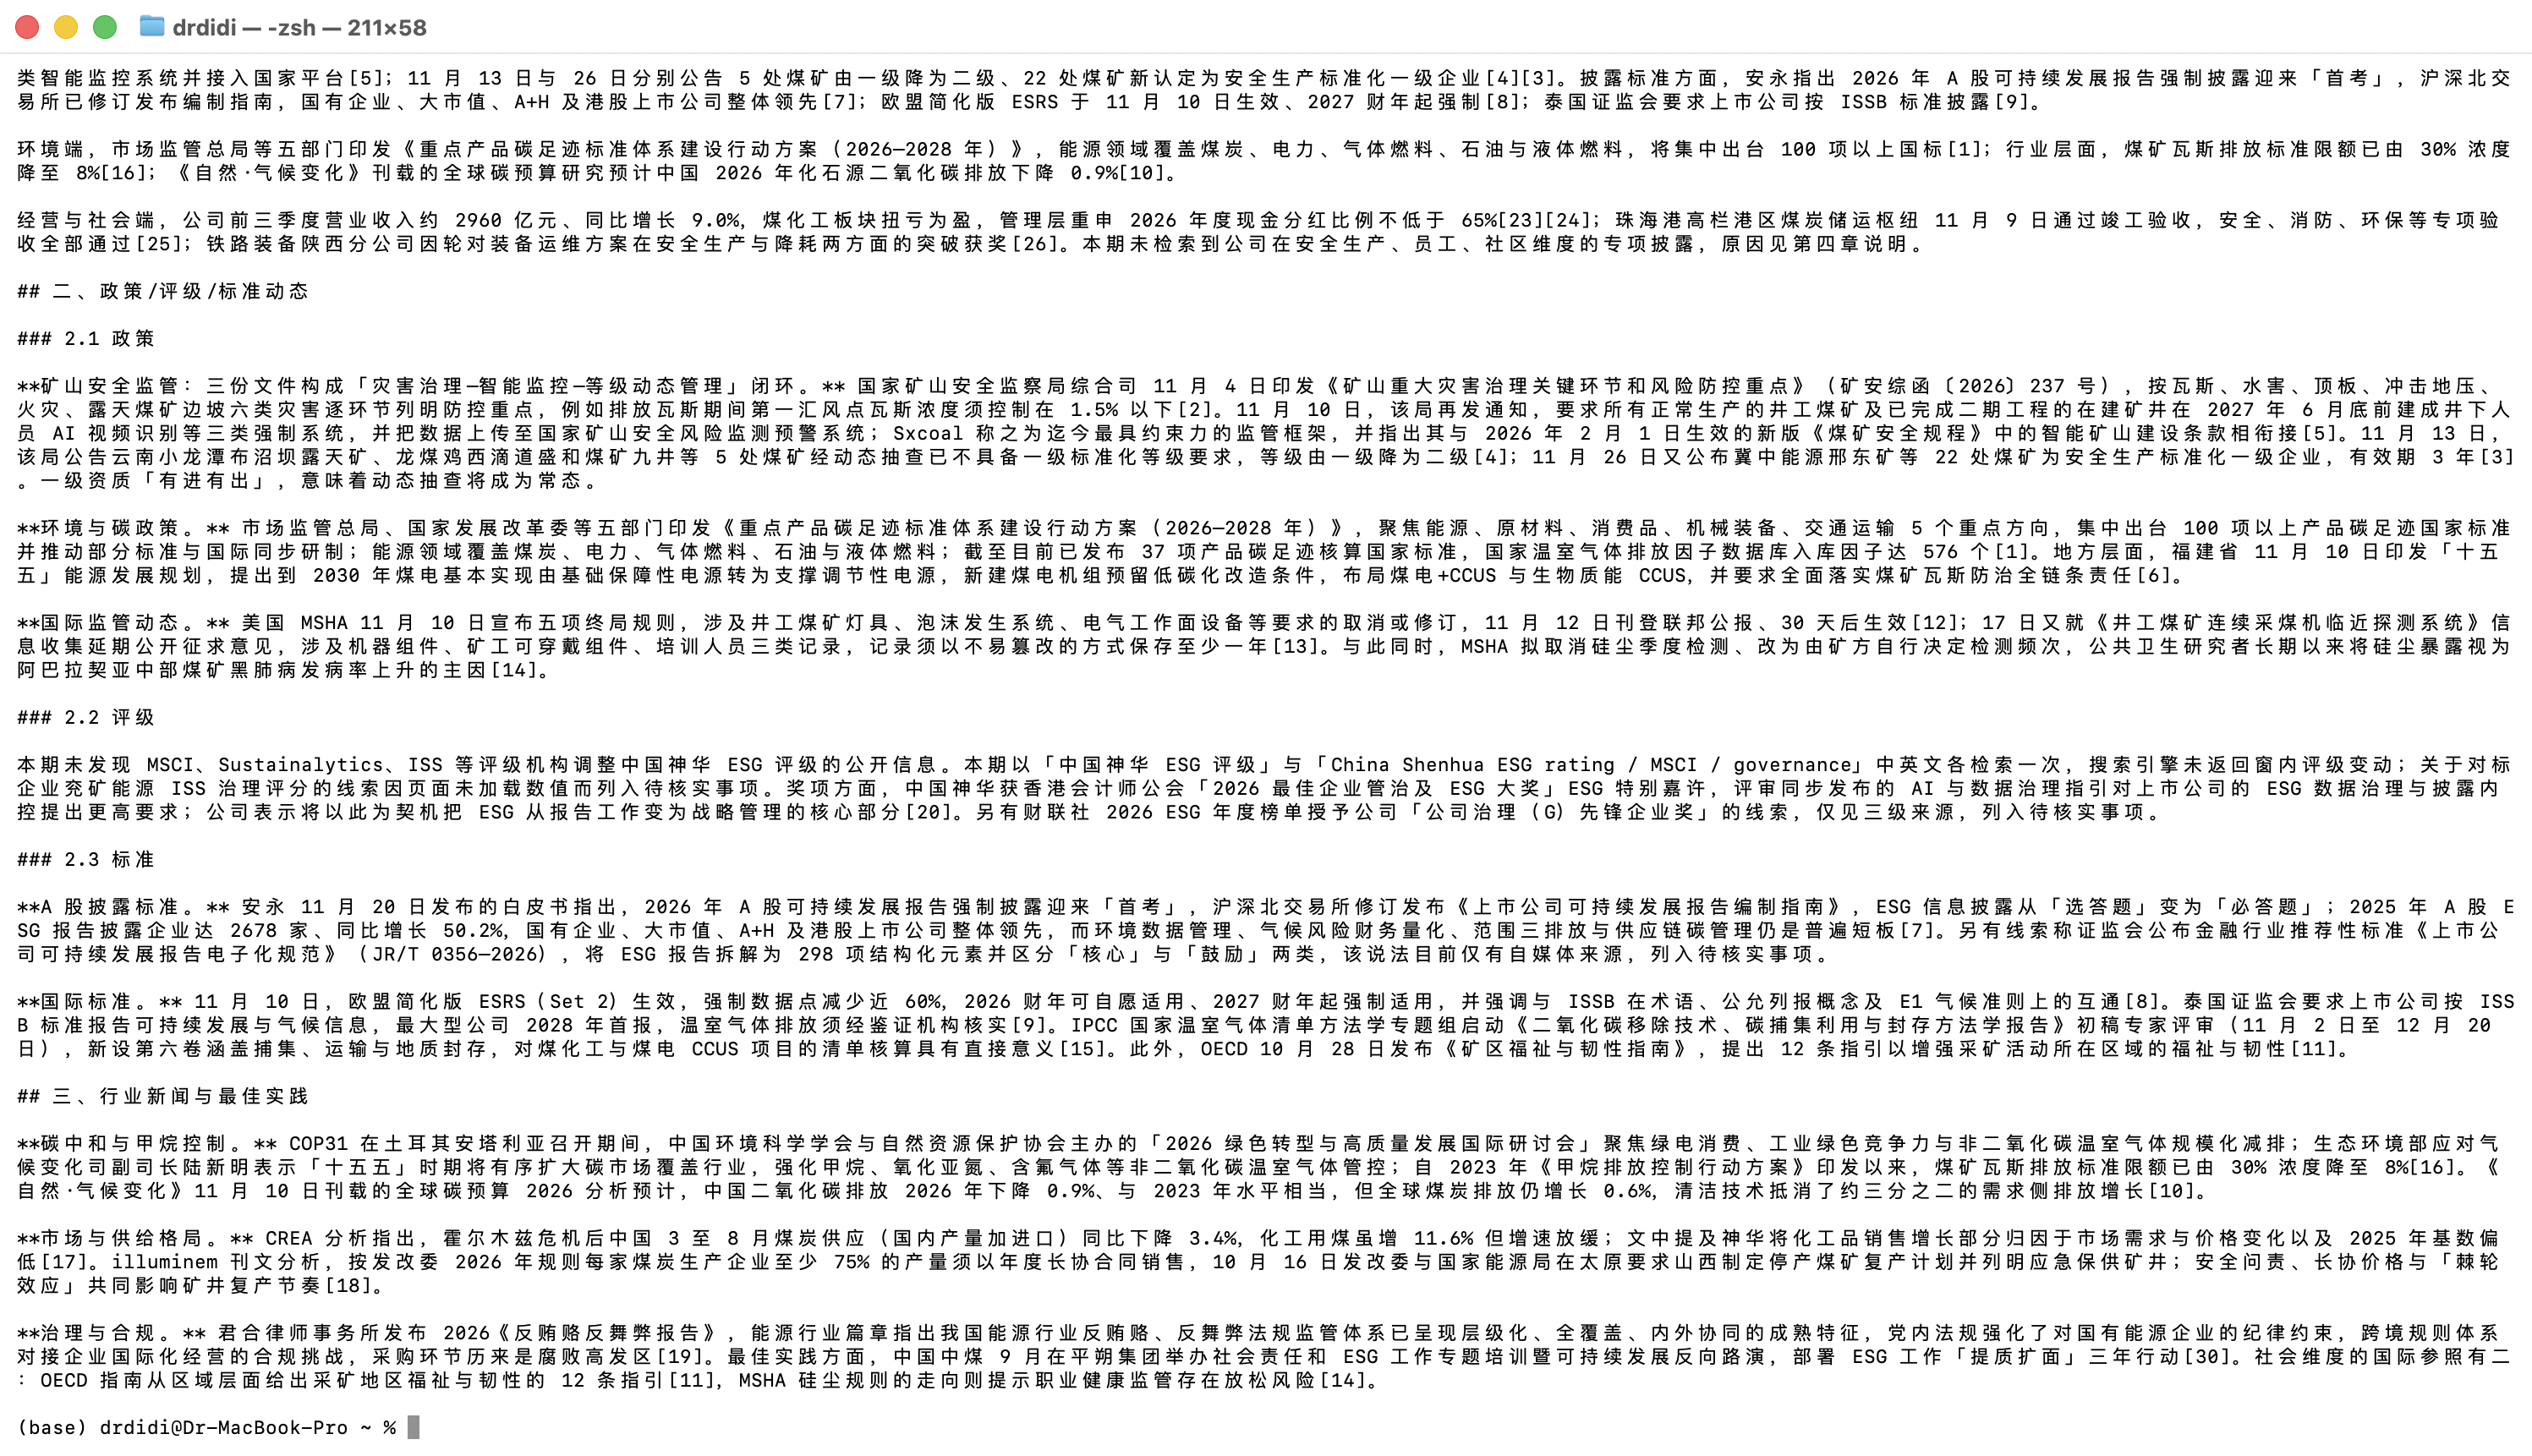 drdidi — -zsh — 211×58
类智能监控系统并接入国家平台[5]; 11 月 13 日与 26 日分别公告 5 处煤矿由一级降为二级、22 处煤矿新认定为安全生产标准化一级企业[4][3]。披露标准方面，安永指出 2026 年 A 股可持续发展报告强制披露迎来「首考」，沪深北交
易所已修订发布编制指南，国有企业、大市值、A+H 及港股上市公司整体领先[7]；欧盟简化版 ESRS 于 11 月 10 日生效、2027 财年起强制[8]；泰国证监会要求上市公司按 ISSB 标准披露[9]。
环境端，市场监管总局等五部门印发《重点产品碳足迹标准体系建设行动方案（2026—2028 年）》，能源领域覆盖煤炭、电力、气体燃料、石油与液体燃料，将集中出台 100 项以上国标[1]；行业层面，煤矿瓦斯排放标准限额已由 30% 浓度
降至 8%[16]；《自然·气候变化》刊载的全球碳预算研究预计中国 2026 年化石源二氧化碳排放下降 0.9%[10]。
经营与社会端，公司前三季度营业收入约 2960 亿元、同比增长 9.0%，煤化工板块扭亏为盈，管理层重申 2026 年度现金分红比例不低于 65%[23][24]；珠海港高栏港区煤炭储运枢纽 11 月 9 日通过竣工验收，安全、消防、环保等专项验
收全部通过[25]；铁路装备陕西分公司因轮对装备运维方案在安全生产与降耗两方面的突破获奖[26]。本期未检索到公司在安全生产、员工、社区维度的专项披露，原因见第四章说明。
## 二、政策/评级/标准动态
### 2.1 政策
**矿山安全监管：三份文件构成「灾害治理—智能监控—等级动态管理」闭环。** 国家矿山安全监察局综合司 11 月 4 日印发《矿山重大灾害治理关键环节和风险防控重点》（矿安综函〔2026〕237 号），按瓦斯、水害、顶板、冲击地压、
火灾、露天煤矿边坡六类灾害逐环节列明防控重点，例如排放瓦斯期间第一汇风点瓦斯浓度须控制在 1.5% 以下[2]。11 月 10 日，该局再发通知，要求所有正常生产的井工煤矿及已完成二期工程的在建矿井在 2027 年 6 月底前建成井下人
员 AI 视频识别等三类强制系统，并把数据上传至国家矿山安全风险监测预警系统；Sxcoal 称之为迄今最具约束力的监管框架，并指出其与 2026 年 2 月 1 日生效的新版《煤矿安全规程》中的智能矿山建设条款相衔接[5]。11 月 13 日，
该局公告云南小龙潭布沼坝露天矿、龙煤鸡西滴道盛和煤矿九井等 5 处煤矿经动态抽查已不具备一级标准化等级要求，等级由一级降为二级[4]；11 月 26 日又公布冀中能源邢东矿等 22 处煤矿为安全生产标准化一级企业，有效期 3 年[3]
。一级资质「有进有出」，意味着动态抽查将成为常态。
**环境与碳政策。** 市场监管总局、国家发展改革委等五部门印发《重点产品碳足迹标准体系建设行动方案（2026—2028 年）》，聚焦能源、原材料、消费品、机械装备、交通运输 5 个重点方向，集中出台 100 项以上产品碳足迹国家标准
并推动部分标准与国际同步研制；能源领域覆盖煤炭、电力、气体燃料、石油与液体燃料；截至目前已发布 37 项产品碳足迹核算国家标准，国家温室气体排放因子数据库入库因子达 576 个[1]。地方层面，福建省 11 月 10 日印发「十五
五」能源发展规划，提出到 2030 年煤电基本实现由基础保障性电源转为支撑调节性电源，新建煤电机组预留低碳化改造条件，布局煤电+CCUS 与生物质能 CCUS，并要求全面落实煤矿瓦斯防治全链条责任[6]。
**国际监管动态。** 美国 MSHA 11 月 10 日宣布五项终局规则，涉及井工煤矿灯具、泡沫发生系统、电气工作面设备等要求的取消或修订，11 月 12 日刊登联邦公报、30 天后生效[12]；17 日又就《井工煤矿连续采煤机临近探测系统》信
息收集延期公开征求意见，涉及机器组件、矿工可穿戴组件、培训人员三类记录，记录须以不易篡改的方式保存至少一年[13]。与此同时，MSHA 拟取消硅尘季度检测、改为由矿方自行决定检测频次，公共卫生研究者长期以来将硅尘暴露视为
阿巴拉契亚中部煤矿黑肺病发病率上升的主因[14]。
### 2.2 评级
本期未发现 MSCI、Sustainalytics、ISS 等评级机构调整中国神华 ESG 评级的公开信息。本期以「中国神华 ESG 评级」与「China Shenhua ESG rating / MSCI / governance」中英文各检索一次，搜索引擎未返回窗内评级变动；关于对标
企业兖矿能源 ISS 治理评分的线索因页面未加载数值而列入待核实事项。奖项方面，中国神华获香港会计师公会「2026 最佳企业管治及 ESG 大奖」ESG 特别嘉许，评审同步发布的 AI 与数据治理指引对上市公司的 ESG 数据治理与披露内
控提出更高要求；公司表示将以此为契机把 ESG 从报告工作变为战略管理的核心部分[20]。另有财联社 2026 ESG 年度榜单授予公司「公司治理（G）先锋企业奖」的线索，仅见三级来源，列入待核实事项。
### 2.3 标准
**A 股披露标准。** 安永 11 月 20 日发布的白皮书指出，2026 年 A 股可持续发展报告强制披露迎来「首考」，沪深北交易所修订发布《上市公司可持续发展报告编制指南》，ESG 信息披露从「选答题」变为「必答题」；2025 年 A 股 E
SG 报告披露企业达 2678 家、同比增长 50.2%，国有企业、大市值、A+H 及港股上市公司整体领先，而环境数据管理、气候风险财务量化、范围三排放与供应链碳管理仍是普遍短板[7]。另有线索称证监会公布金融行业推荐性标准《上市公
司可持续发展报告电子化规范》（JR/T 0356—2026），将 ESG 报告拆解为 298 项结构化元素并区分「核心」与「鼓励」两类，该说法目前仅有自媒体来源，列入待核实事项。
**国际标准。** 11 月 10 日，欧盟简化版 ESRS（Set 2）生效，强制数据点减少近 60%，2026 财年可自愿适用、2027 财年起强制适用，并强调与 ISSB 在术语、公允列报概念及 E1 气候准则上的互通[8]。泰国证监会要求上市公司按 ISS
B 标准报告可持续发展与气候信息，最大型公司 2028 年首报，温室气体排放须经鉴证机构核实[9]。IPCC 国家温室气体清单方法学专题组启动《二氧化碳移除技术、碳捕集利用与封存方法学报告》初稿专家评审（11 月 2 日至 12 月 20
日），新设第六卷涵盖捕集、运输与地质封存，对煤化工与煤电 CCUS 项目的清单核算具有直接意义[15]。此外，OECD 10 月 28 日发布《矿区福祉与韧性指南》，提出 12 条指引以增强采矿活动所在区域的福祉与韧性[11]。
## 三、行业新闻与最佳实践
**碳中和与甲烷控制。** COP31 在土耳其安塔利亚召开期间，中国环境科学学会与自然资源保护协会主办的「2026 绿色转型与高质量发展国际研讨会」聚焦绿电消费、工业绿色竞争力与非二氧化碳温室气体规模化减排；生态环境部应对气
候变化司副司长陆新明表示「十五五」时期将有序扩大碳市场覆盖行业，强化甲烷、氧化亚氮、含氟气体等非二氧化碳温室气体管控；自 2023 年《甲烷排放控制行动方案》印发以来，煤矿瓦斯排放标准限额已由 30% 浓度降至 8%[16]。《
自然·气候变化》11 月 10 日刊载的全球碳预算 2026 分析预计，中国二氧化碳排放 2026 年下降 0.9%、与 2023 年水平相当，但全球煤炭排放仍增长 0.6%，清洁技术抵消了约三分之二的需求侧排放增长[10]。
**市场与供给格局。** CREA 分析指出，霍尔木兹危机后中国 3 至 8 月煤炭供应（国内产量加进口）同比下降 3.4%，化工用煤虽增 11.6% 但增速放缓；文中提及神华将化工品销售增长部分归因于市场需求与价格变化以及 2025 年基数偏
低[17]。illuminem 刊文分析，按发改委 2026 年规则每家煤炭生产企业至少 75% 的产量须以年度长协合同销售，10 月 16 日发改委与国家能源局在太原要求山西制定停产煤矿复产计划并列明应急保供矿井；安全问责、长协价格与「棘轮
效应」共同影响矿井复产节奏[18]。
**治理与合规。** 君合律师事务所发布 2026《反贿赂反舞弊报告》，能源行业篇章指出我国能源行业反贿赂、反舞弊法规监管体系已呈现层级化、全覆盖、内外协同的成熟特征，党内法规强化了对国有能源企业的纪律约束，跨境规则体系
对接企业国际化经营的合规挑战，采购环节历来是腐败高发区[19]。最佳实践方面，中国中煤 9 月在平朔集团举办社会责任和 ESG 工作专题培训暨可持续发展反向路演，部署 ESG 工作「提质扩面」三年行动[30]。社会维度的国际参照有二
：OECD 指南从区域层面给出采矿地区福祉与韧性的 12 条指引[11]，MSHA 硅尘规则的走向则提示职业健康监管存在放松风险[14]。
(base) drdidi@Dr-MacBook-Pro ~ %